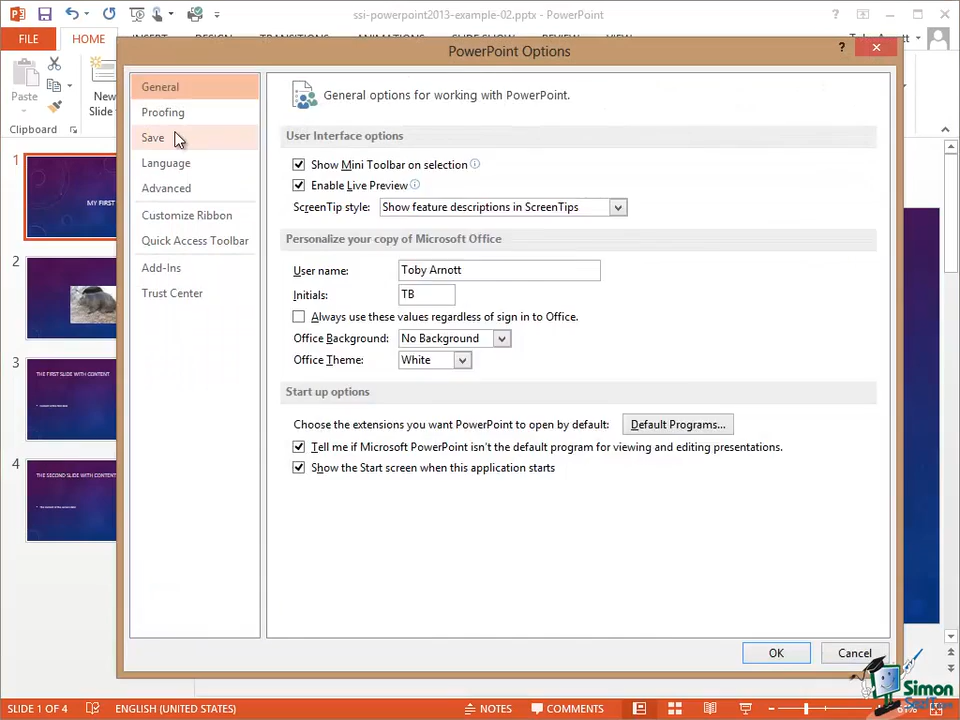 ssi-powerpoint2013-example-02.pptx - PowerPoint
FILE HOME
PowerPoint Options
Paste
New
Slide
Clipboard
General
Proofing
Save
Language
Advanced
Customize Ribbon
Quick Access Toolbar
Add-Ins
Trust Center
General options for working with PowerPoint.
User Interface options
Show Mini Toolbar on selection
Enable Live Preview
ScreenTip style: Show feature descriptions in ScreenTips
Personalize your copy of Microsoft Office
User name: Toby Arnott
Initials: TB
Always use these values regardless of sign in to Office.
Office Background: No Background
Office Theme: White
Start up options
Choose the extensions you want PowerPoint to open by default: Default Programs...
Tell me if Microsoft PowerPoint isn't the default program for viewing and editing presentations.
Show the Start screen when this application starts
OK Cancel
1
MY FIRST
2
3
THE FIRST SLIDE WITH CONTENT
4
THE SECOND SLIDE WITH CONTENT
Simon
SLIDE 1 OF 4 ENGLISH (UNITED STATES) NOTES COMMENTS